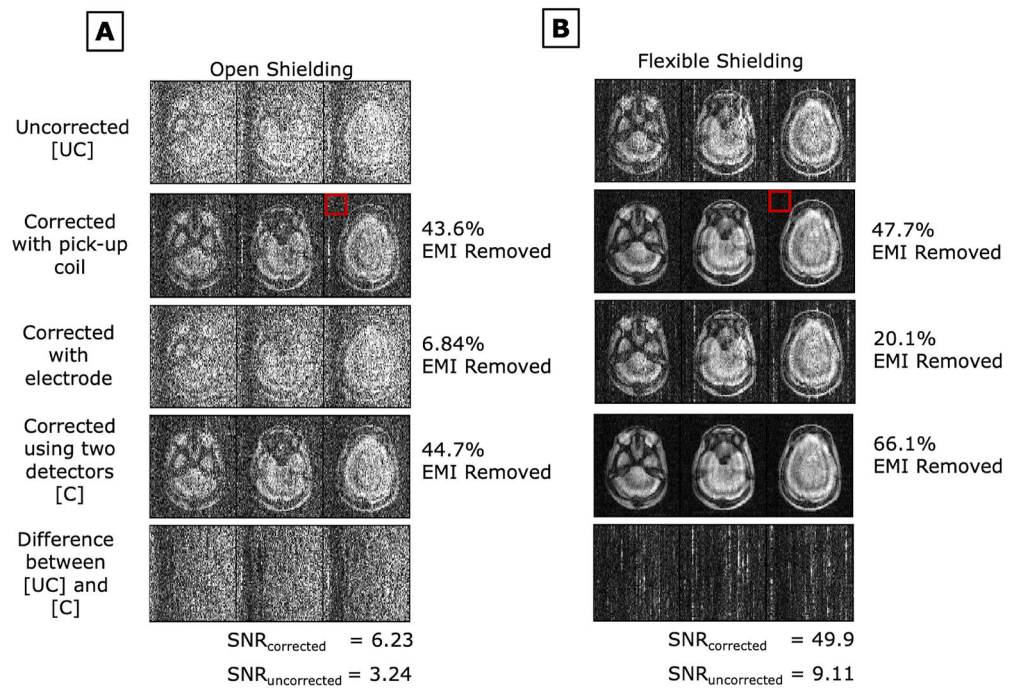 A
Open Shielding
Uncorrected
[UC]
Corrected
with pick-up
coil
43.6%
EMI Removed
Corrected
with
electrode
6.84%
EMI Removed
Corrected
using two
detectors
[C]
44.7%
EMI Removed
Difference
between
[UC] and
[C]
SNRcorrected = 6.23
SNRuncorrected = 3.24
B
Flexible Shielding
47.7%
EMI Removed
20.1%
EMI Removed
66.1%
EMI Removed
SNRcorrected = 49.9
SNRuncorrected = 9.11